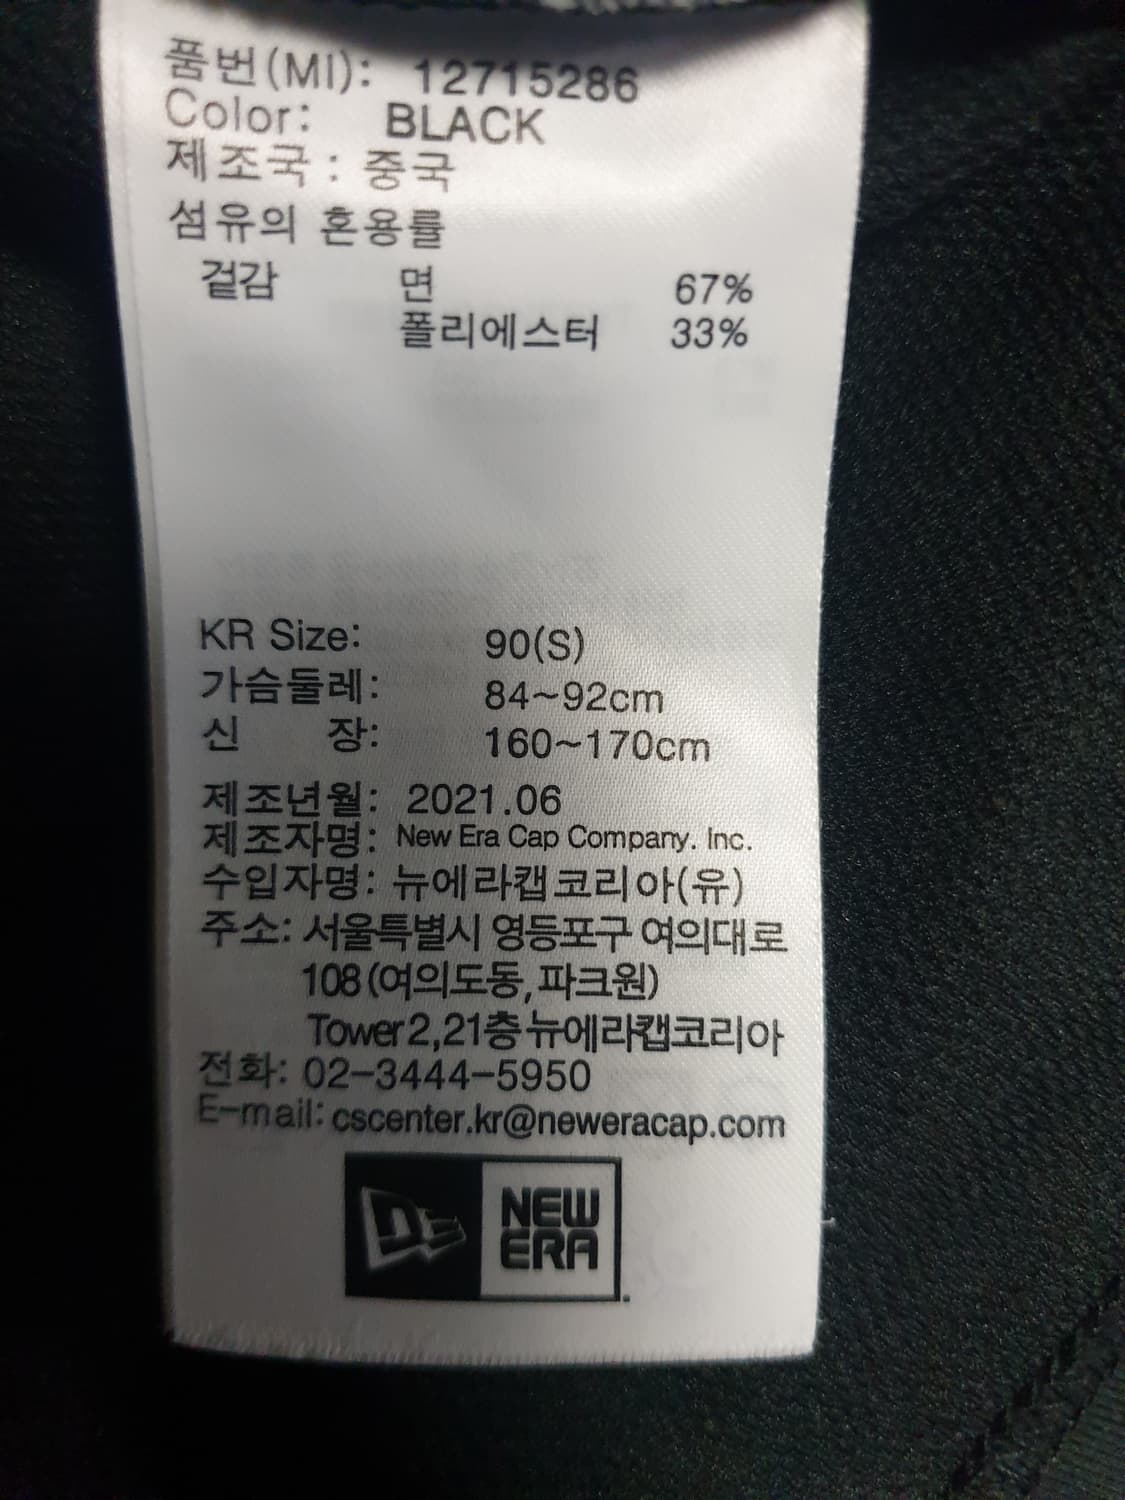 품번(MI): 12715286
Color: BLACK
제조국 : 중국
섬유의 혼용률
겉감 면 67%
폴리에스터 33%
KR Size: 90(S)
가슴둘레: 84~92cm
신 장: 160~170cm
제조년월: 2021.06
제조자명: New Era Cap Company. Inc.
수입자명: 뉴에라캡코리아(유)
주소: 서울특별시 영등포구 여의대로
108 (여의도동, 파크원)
Tower 2, 21층 뉴에라캡코리아
전화: 02-3444-5950
E-mail: cscenter.kr@neweracap.com
NEW
ERA